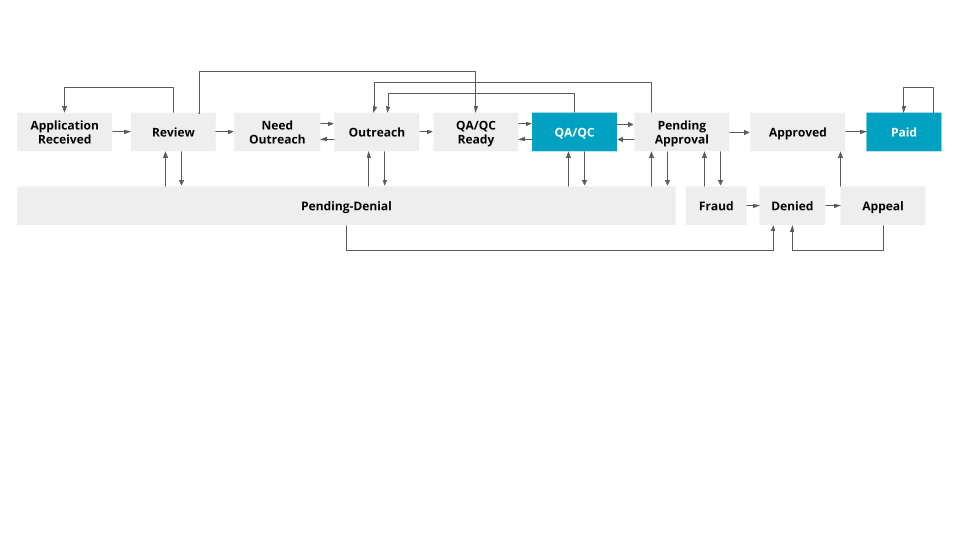 Application
Received
Review
Need
Outreach
Outreach
QA/QC
Ready
QA/QC
Pending
Approval
Approved
Paid
Pending-Denial
Fraud
Denied
Appeal